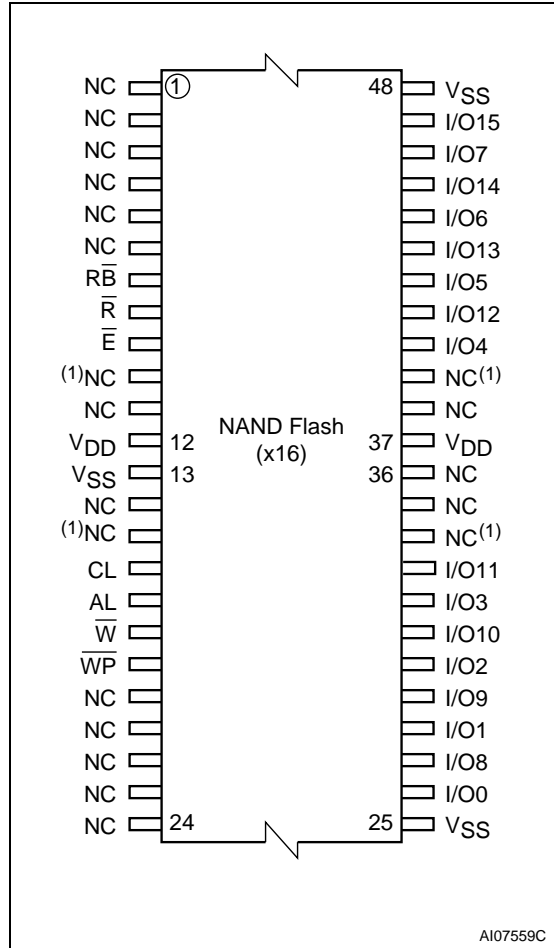 NC ① 48 VSS
NC I/O15
NC I/O7
NC I/O14
NC I/O6
NC I/O13
RB̅ I/O5
R̅ I/O12
E̅ I/O4
(1)NC NC(1)
NC NC
NAND Flash
(x16)
VDD 12 37 VDD
VSS 13 36 NC
NC NC
(1)NC NC(1)
CL I/O11
AL I/O3
W̅ I/O10
W̅P̅ I/O2
NC I/O9
NC I/O1
NC I/O8
NC I/O0
NC 24 25 VSS
AI07559C